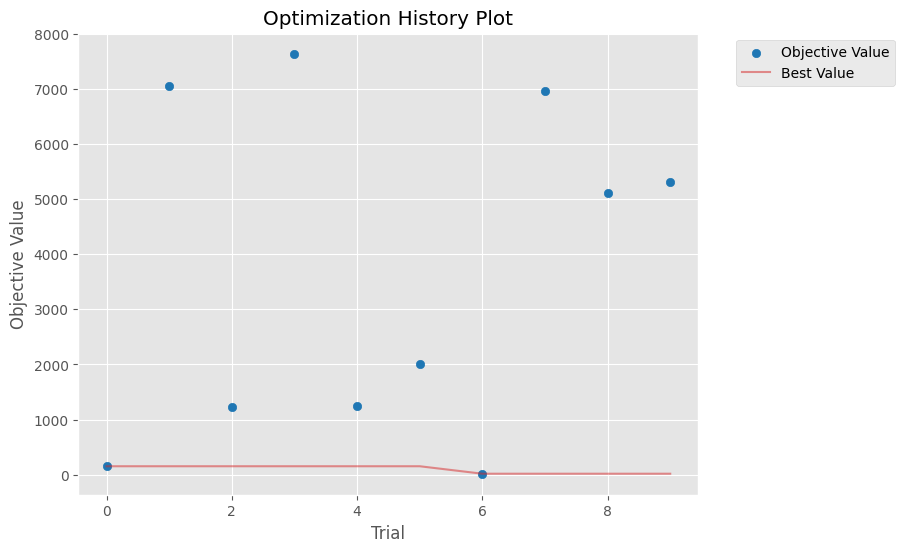 Optimization History Plot
Objective Value
Best Value
8000
7000
6000
5000
4000
3000
2000
1000
0
Objective Value
0 2 4 6 8
Trial